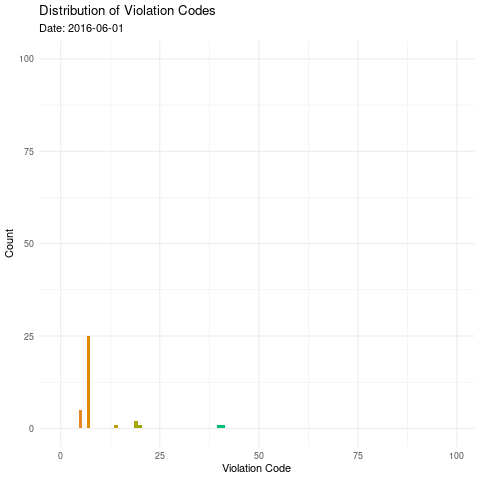 Distribution of Violation Codes
Date: 2016-06-01
100
75
50
25
0
Count
0 25 50 75 100
Violation Code